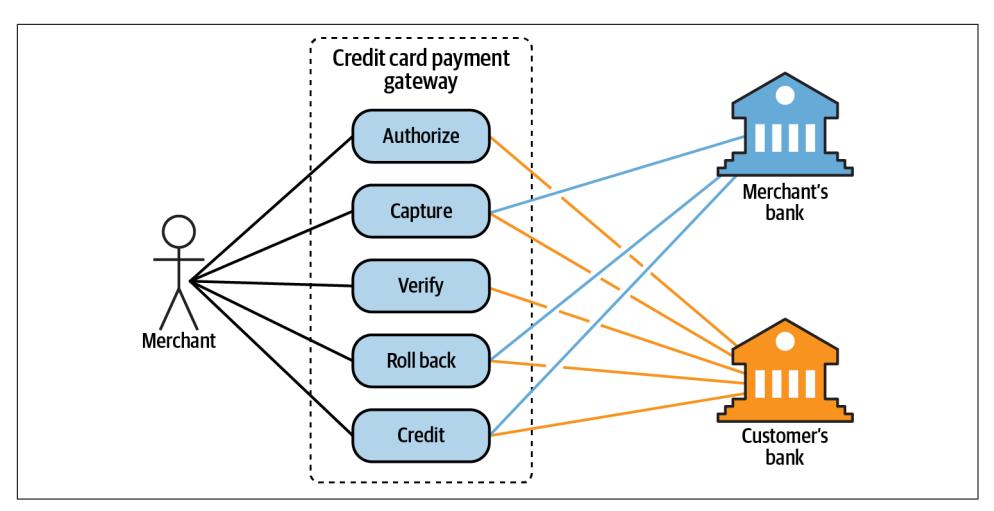 Credit card payment
gateway
Authorize
Capture
Verify
Roll back
Credit
Merchant
Merchant's
bank
Customer's
bank